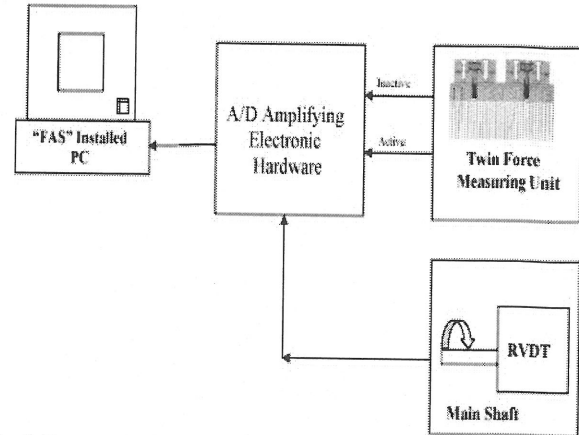 "FAS" Installed
PC
A/D Amplifying
Electronic
Hardware
Inactive
Active
Twin Force
Measuring Unit
RVDT
Main Shaft